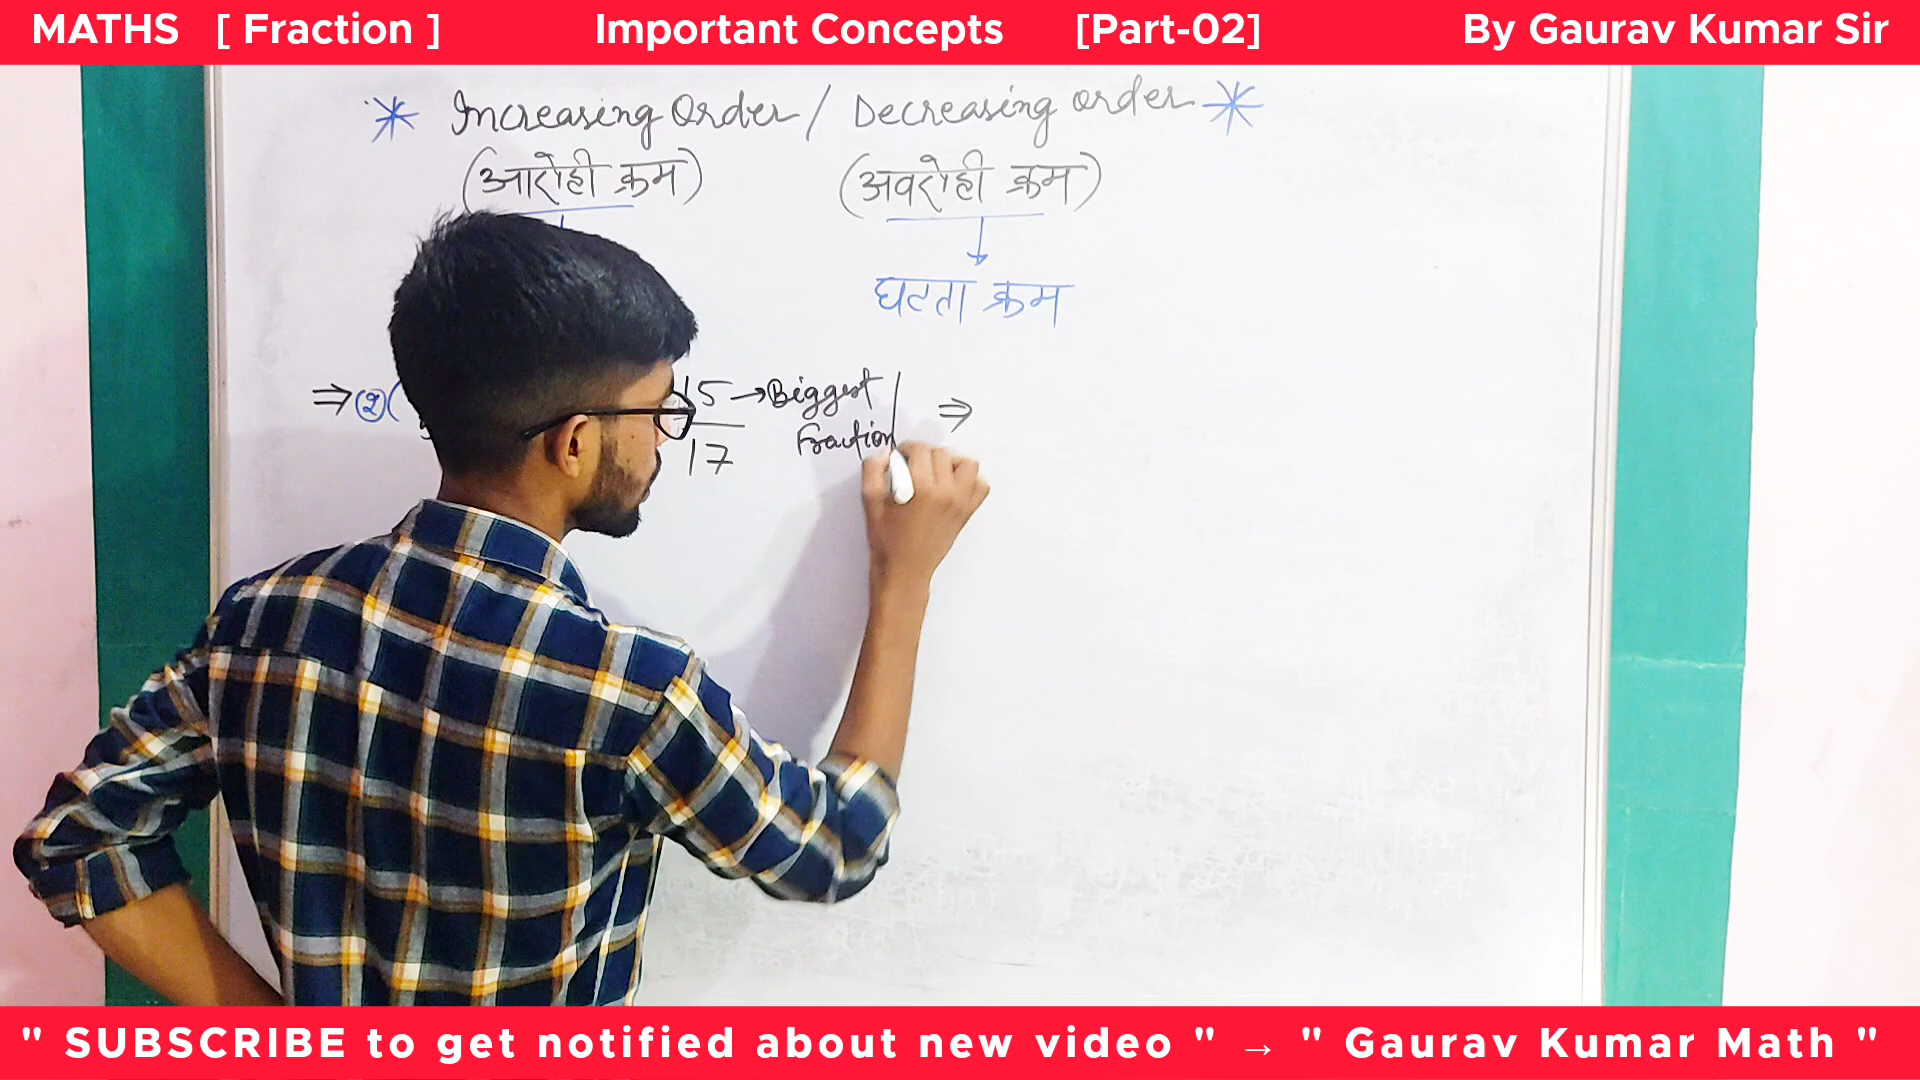 MATHS [ Fraction ] Important Concepts [Part-02] By Gaurav Kumar Sir
* Increasing Order / Decreasing order *
(आरोही क्रम) (अवरोही क्रम)
घटता क्रम
⇒ (2) ( 15 → Biggest ⇒
17 Fraction
" SUBSCRIBE to get notified about new video " → " Gaurav Kumar Math "